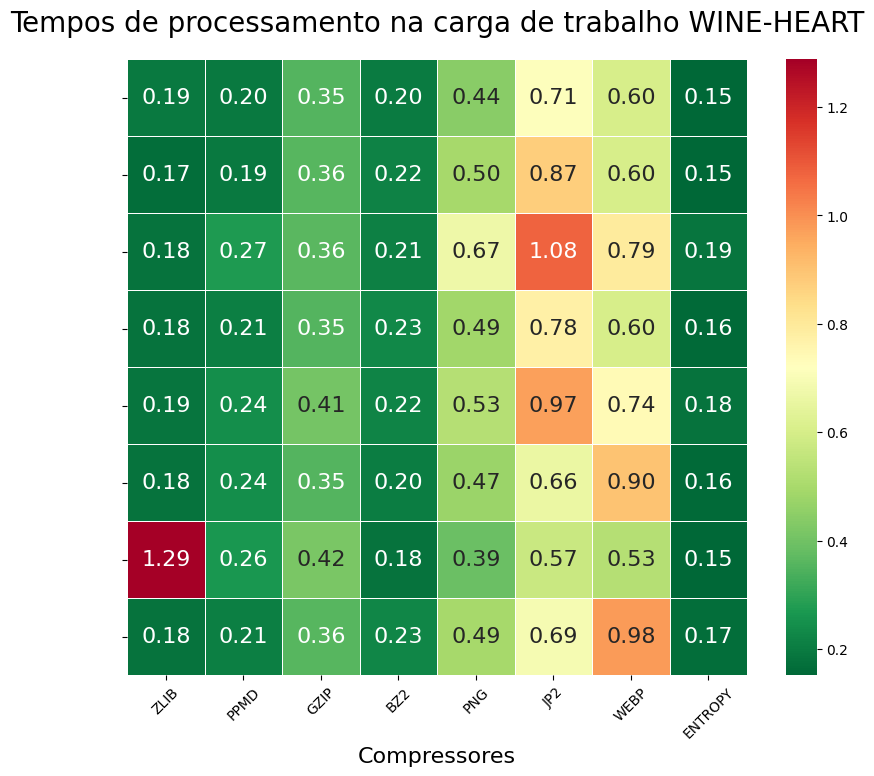 Tempos de processamento na carga de trabalho WINE-HEART
0.19 0.20 0.35 0.20 0.44 0.71 0.60 0.15
0.17 0.19 0.36 0.22 0.50 0.87 0.60 0.15
0.18 0.27 0.36 0.21 0.67 1.08 0.79 0.19
0.18 0.21 0.35 0.23 0.49 0.78 0.60 0.16
0.19 0.24 0.41 0.22 0.53 0.97 0.74 0.18
0.18 0.24 0.35 0.20 0.47 0.66 0.90 0.16
1.29 0.26 0.42 0.18 0.39 0.57 0.53 0.15
0.18 0.21 0.36 0.23 0.49 0.69 0.98 0.17
ZLIB PPMD GZIP BZ2 PNG JP2 WEBP ENTROPY
Compressores
1.2
1.0
0.8
0.6
0.4
0.2